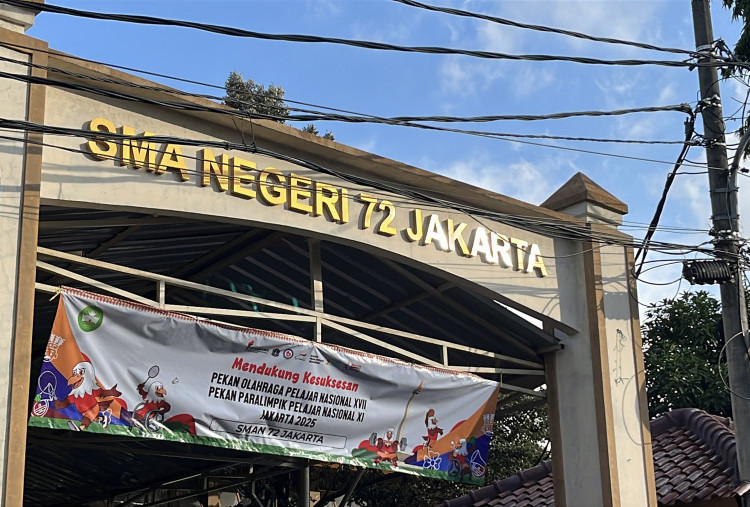 SMA NEGERI 72 JAKARTA
Mendukung Kesuksesan
PEKAN OLAHRAGA PELAJAR NASIONAL XVII
PEKAN PARALIMPIK PELAJAR NASIONAL XI
JAKARTA 2025
SMAN 72 JAKARTA